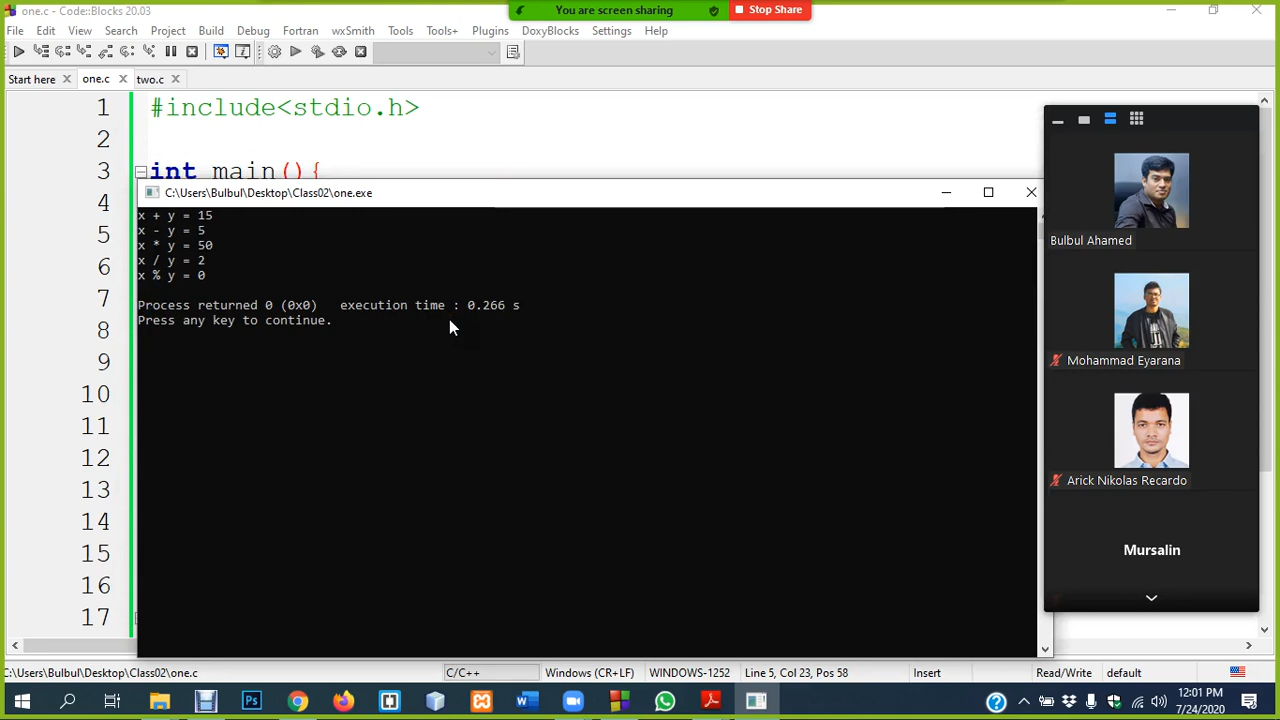 one.c - Code::Blocks 20.03
You are screen sharing
Stop Share
File Edit View Search Project Build Debug Fortran wxSmith Tools Tools+ Plugins DoxyBlocks Settings Help
Start here one.c two.c
1 #include<stdio.h>
2
3 int main(){
4
5
6
7
8
9
10
11
12
13
14
15
16
17
C:\Users\Bulbul\Desktop\Class02\one.exe
x + y = 15
x - y = 5
x * y = 50
x / y = 2
x % y = 0
Process returned 0 (0x0) execution time : 0.266 s
Press any key to continue.
Bulbul Ahamed
Mohammad Eyarana
Arick Nikolas Recardo
Mursalin
C:\Users\Bulbul\Desktop\Class02\one.c C/C++ Windows (CR+LF) WINDOWS-1252 Line 5, Col 23, Pos 58 Insert Read/Write default
12:01 PM
7/24/2020